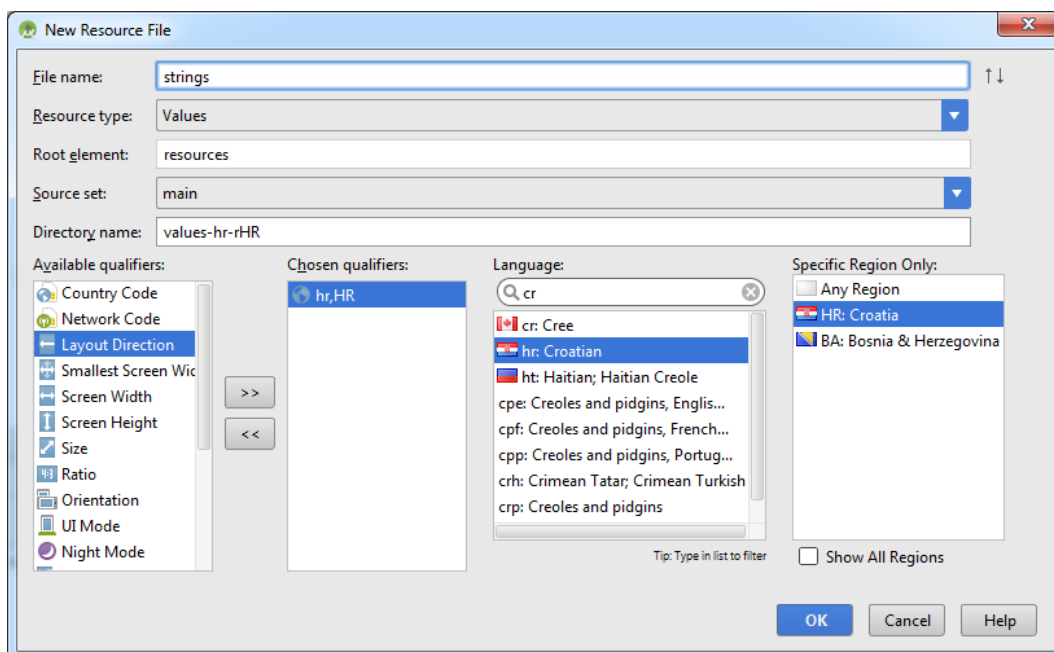 New Resource File
File name: strings
Resource type: Values
Root element: resources
Source set: main
Directory name: values-hr-rHR
Available qualifiers:
Country Code
Network Code
Layout Direction
Smallest Screen Wid
Screen Width
Screen Height
Size
4:3 Ratio
Orientation
UI Mode
Night Mode
>>
<<
Chosen qualifiers:
hr,HR
Language:
cr
cr: Cree
hr: Croatian
ht: Haitian; Haitian Creole
cpe: Creoles and pidgins, Englis...
cpf: Creoles and pidgins, French...
cpp: Creoles and pidgins, Portug...
crh: Crimean Tatar; Crimean Turkish
crp: Creoles and pidgins
Tip: Type in list to filter
Specific Region Only:
Any Region
HR: Croatia
BA: Bosnia & Herzegovina
Show All Regions
OK
Cancel
Help